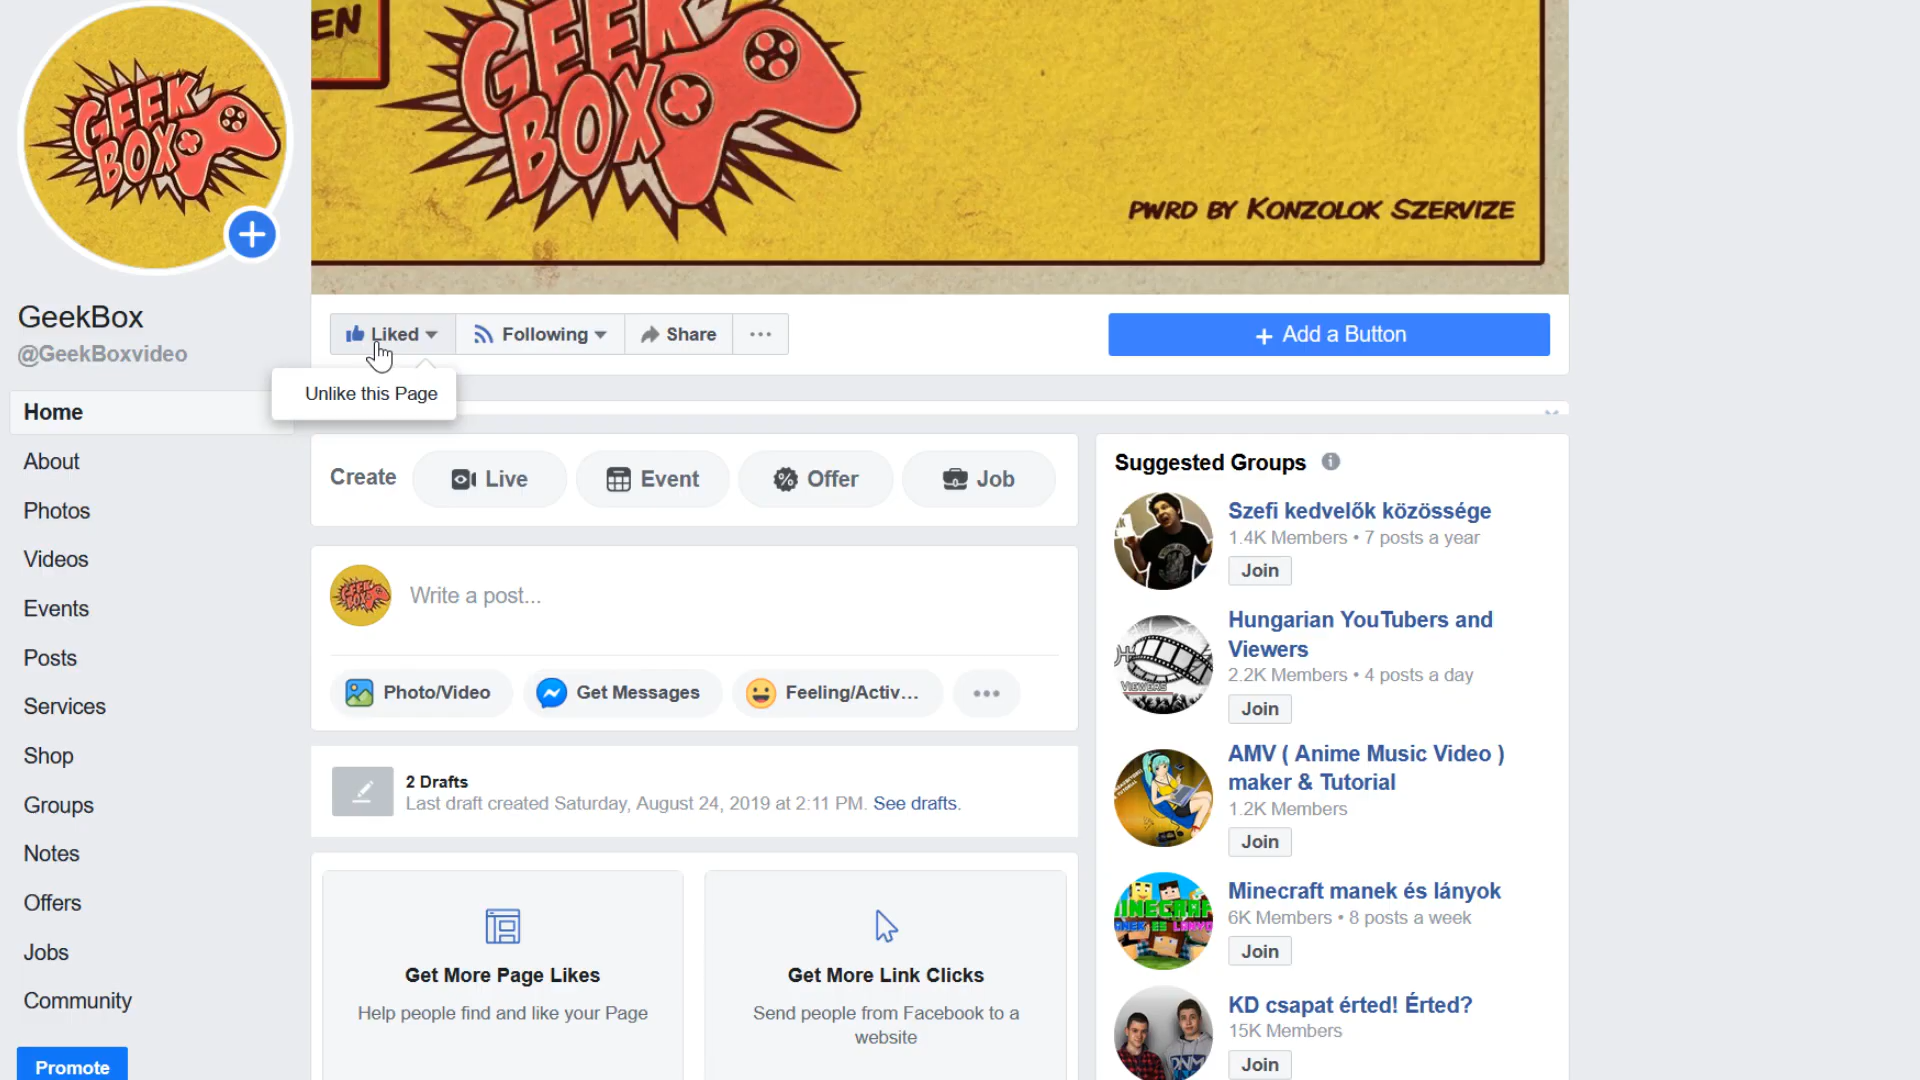 EN
GEEK
BOX
PWRD BY KONZOLOK SZERVIZE
GEEK
BOX
GeekBox
@GeekBoxvideo
Liked
Following
Share
+ Add a Button
Unlike this Page
Home
About
Photos
Videos
Events
Posts
Services
Shop
Groups
Notes
Offers
Jobs
Community
Promote
Create
Live
Event
Offer
Job
Write a post...
Photo/Video
Get Messages
Feeling/Activ...
2 Drafts
Last draft created Saturday, August 24, 2019 at 2:11 PM. See drafts.
Get More Page Likes
Help people find and like your Page
Get More Link Clicks
Send people from Facebook to a
website
Suggested Groups
Szefi kedvelők közössége
1.4K Members • 7 posts a year
Join
Hungarian YouTubers and
Viewers
2.2K Members • 4 posts a day
Join
VIEWERS
AMV ( Anime Music Video )
maker & Tutorial
1.2K Members
Join
Minecraft manek és lányok
6K Members • 8 posts a week
Join
KD csapat érted! Érted?
15K Members
Join